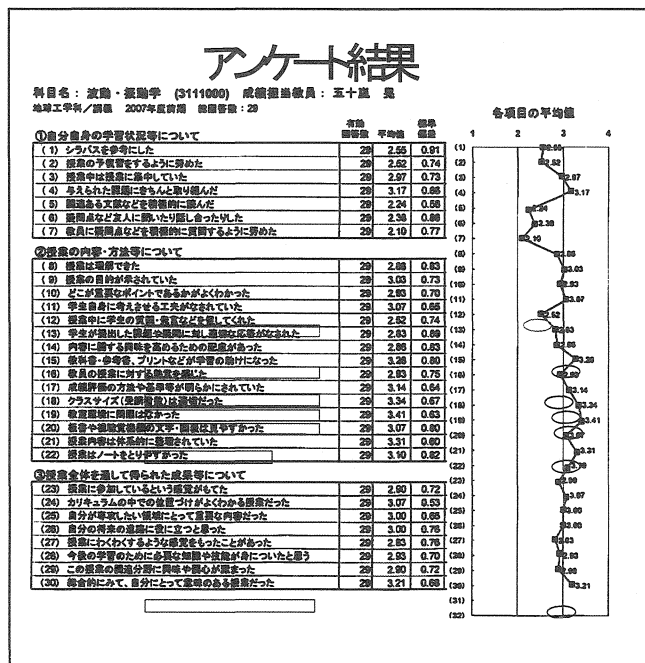 アンケート結果
科目名： 波動・振動学 (3111000) 成績担当教員： 五十嵐 晃
地球工学科／講義 2007年度前期 総回答数：29
有効回答数 平均値 標準偏差
各項目の平均値
1 2 3 4
①自分自身の学習状況等について
(1) シラバスを参考にした 29 2.55 0.91
(2) 授業の予復習をするように努めた 29 2.52 0.74
(3) 授業中は授業に集中していた 29 2.97 0.73
(4) 与えられた課題にきちんと取り組んだ 29 3.17 0.66
(5) 関連ある文献などを積極的に読んだ 29 2.24 0.58
(6) 疑問点など友人に聞いたり話し合ったりした 29 2.38 0.86
(7) 教員に疑問点などを積極的に質問するように努めた 29 2.10 0.77
②授業の内容・方法等について
(8) 授業は理解できた 29 2.86 0.83
(9) 授業の目的が示されていた 29 3.03 0.73
(10) どこが重要なポイントであるかがよくわかった 29 2.93 0.70
(11) 学生自身に考えさせる工夫がなされていた 29 3.07 0.65
(12) 授業中に学生の質問・発言などを促してくれた 29 2.52 0.74
(13) 学生が提出した課題や質問に対し適切な応答がなされた 29 2.83 0.69
(14) 内容に関する興味を高めるための配慮があった 29 2.86 0.83
(15) 教科書・参考書、プリントなどが学習の助けになった 29 3.28 0.80
(16) 教員の授業に対する熱意を感じた 29 2.93 0.75
(17) 成績評価の方法や基準等が明らかにされていた 29 3.14 0.64
(18) クラスサイズ(受講者数)は適切だった 29 3.34 0.67
(19) 教室環境に問題はなかった 29 3.41 0.63
(20) 板書や視聴覚機器の文字・図表は見やすかった 29 3.07 0.80
(21) 授業内容は体系的に整理されていた 29 3.31 0.60
(22) 授業はノートをとりやすかった 29 3.10 0.82
③授業全体を通して得られた成果等について
(23) 授業に参加しているという感覚がもてた 29 2.90 0.72
(24) カリキュラムの中での位置づけがよくわかる授業だった 29 3.07 0.53
(25) 自分が専攻したい領域にとって重要な内容だった 29 3.00 0.65
(26) 自分の将来の進路に役に立つと思った 29 3.00 0.76
(27) 授業にわくわくするような感覚をもったことがあった 29 2.83 0.76
(28) 今後の学習のために必要な知識や技能が身についたと思う 29 2.93 0.70
(29) この授業の関連分野に興味や関心が深まった 29 2.90 0.72
(30) 総合的にみて、自分にとって意味のある授業だった 29 3.21 0.68
(31)
(32)